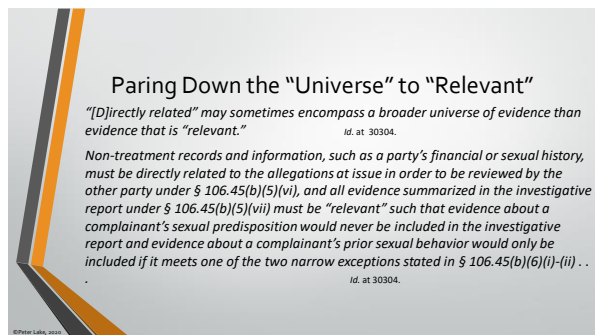 Paring Down the “Universe” to “Relevant”
“[D]irectly related” may sometimes encompass a broader universe of evidence than
evidence that is “relevant.” Id. at 30304.
Non-treatment records and information, such as a party’s financial or sexual history,
must be directly related to the allegations at issue in order to be reviewed by the
other party under § 106.45(b)(5)(vi), and all evidence summarized in the investigative
report under § 106.45(b)(5)(vii) must be “relevant” such that evidence about a
complainant’s sexual predisposition would never be included in the investigative
report and evidence about a complainant’s prior sexual behavior would only be
included if it meets one of the two narrow exceptions stated in § 106.45(b)(6)(i)-(ii) . .
. Id. at 30304.
©Peter Lake, 2020